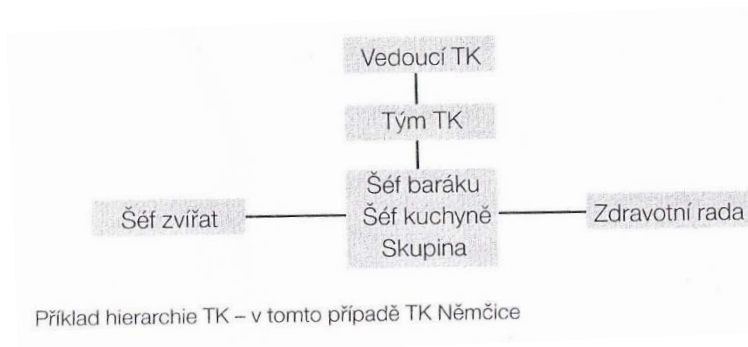 Vedoucí TK
Tým TK
Šéf baráku
Šéf zvířat
Šéf kuchyně
Zdravotní rada
Skupina
Příklad hierarchie TK – v tomto případě TK Němčice